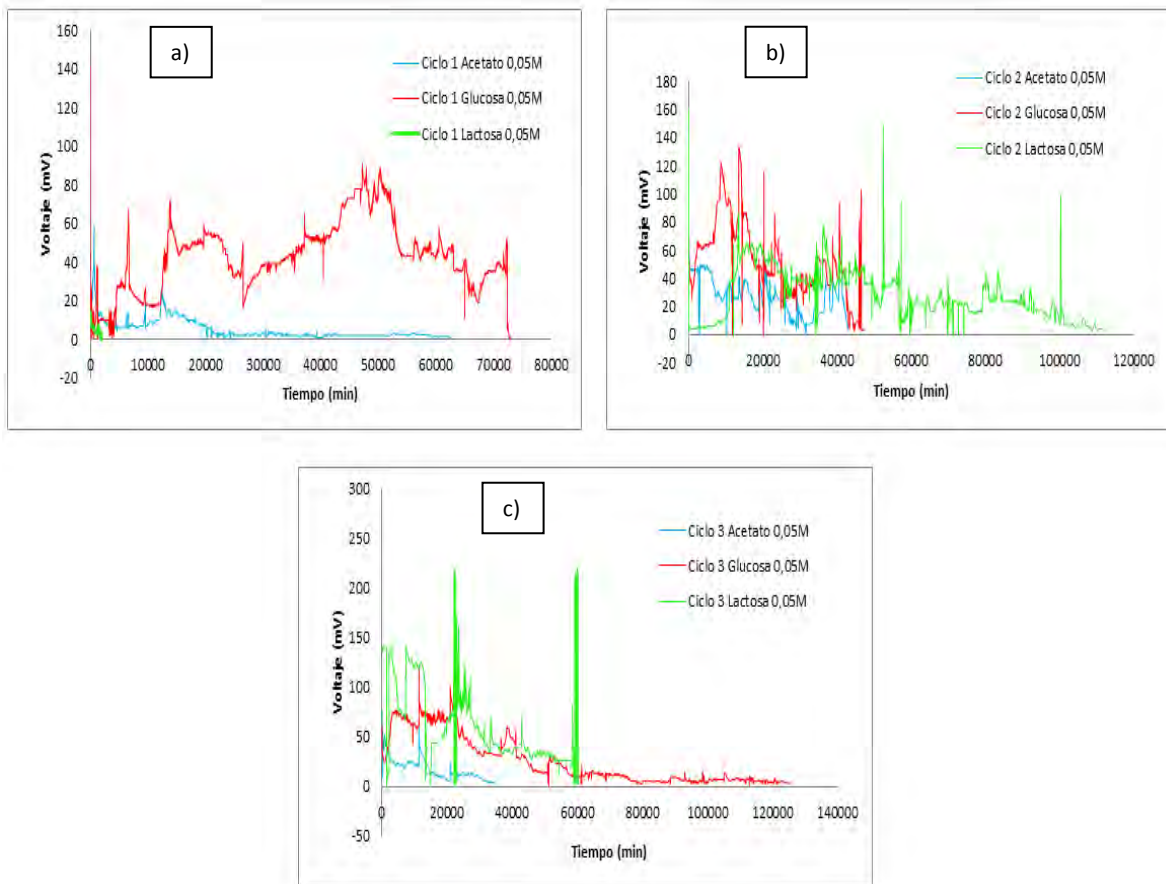 a)
Ciclo 1 Acetato 0,05M
Ciclo 1 Glucosa 0,05M
Ciclo 1 Lactosa 0,05M
Voltaje (mV)
160
140
120
100
80
60
40
20
0
-20
0 10000 20000 30000 40000 50000 60000 70000 80000
Tiempo (min)
b)
Ciclo 2 Acetato 0,05M
Ciclo 2 Glucosa 0,05M
Ciclo 2 Lactosa 0,05M
Voltaje (mV)
180
160
140
120
100
80
60
40
20
0
20
0 20000 40000 60000 80000 100000 120000
Tiempo (min)
c)
Ciclo 3 Acetato 0,05M
Ciclo 3 Glucosa 0,05M
Ciclo 3 Lactosa 0,05M
Voltaje (mV)
300
250
200
150
100
50
0
-50
0 20000 40000 60000 80000 100000 120000 140000
Tiempo (min)